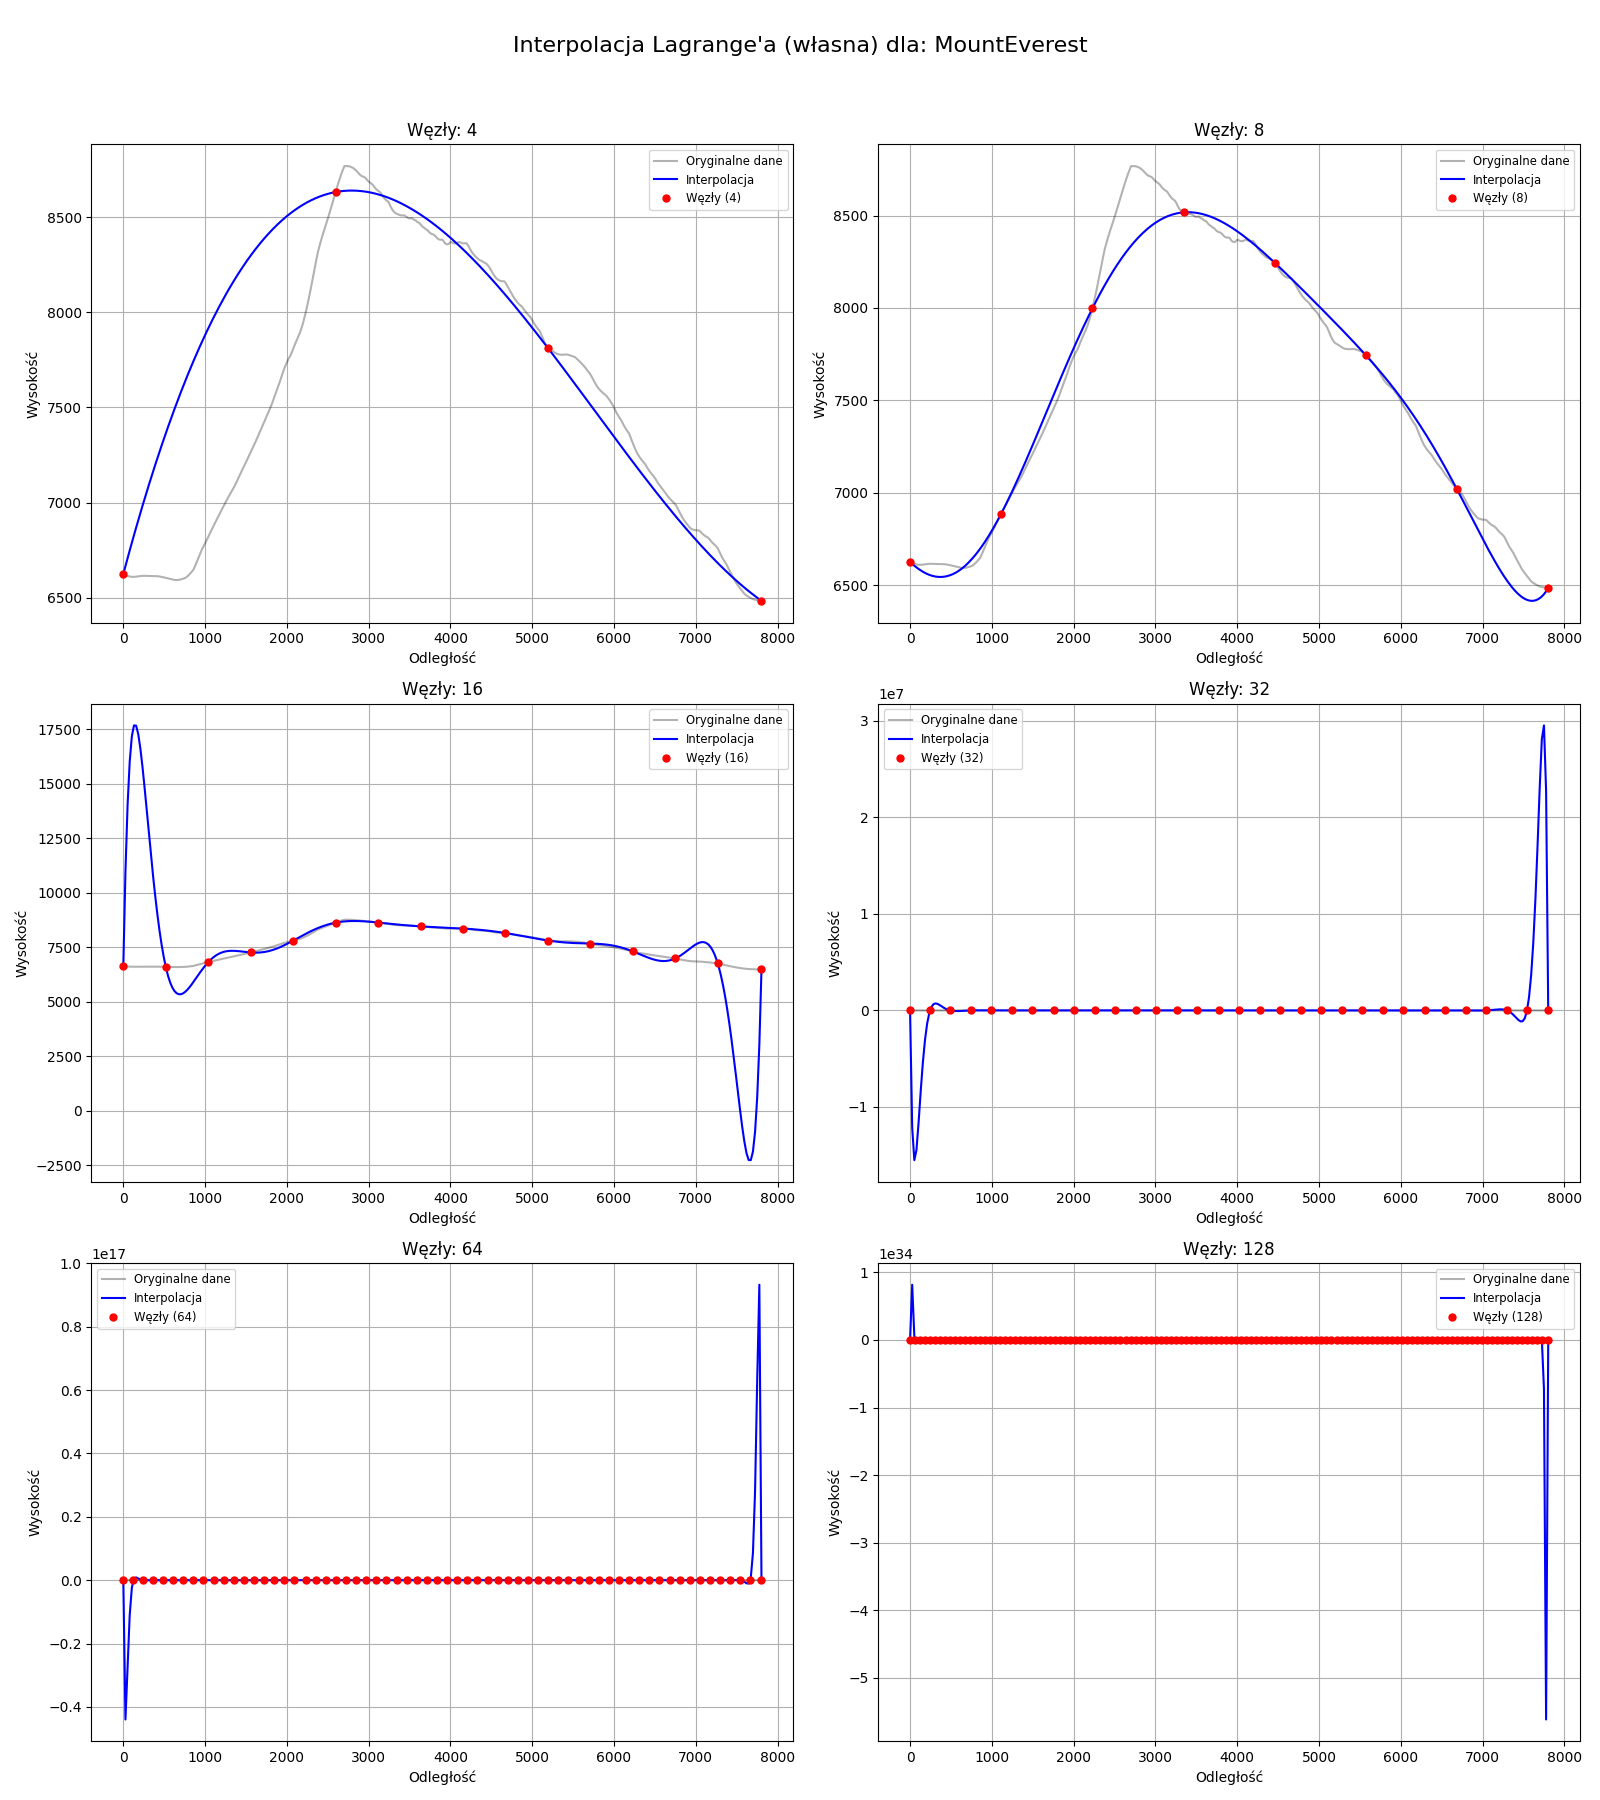 Interpolacja Lagrange'a (własna) dla: MountEverest
Węzły: 4
Oryginalne dane
Interpolacja
Węzły (4)
8500
8000
7500
7000
6500
Wysokość
0 1000 2000 3000 4000 5000 6000 7000 8000
Odległość
Węzły: 8
Oryginalne dane
Interpolacja
Węzły (8)
8500
8000
7500
7000
6500
Wysokość
0 1000 2000 3000 4000 5000 6000 7000 8000
Odległość
Węzły: 16
Oryginalne dane
Interpolacja
Węzły (16)
17500
15000
12500
10000
7500
5000
2500
0
−2500
Wysokość
0 1000 2000 3000 4000 5000 6000 7000 8000
Odległość
Węzły: 32
1e7
Oryginalne dane
Interpolacja
Węzły (32)
3
2
1
0
−1
Wysokość
0 1000 2000 3000 4000 5000 6000 7000 8000
Odległość
Węzły: 64
1e17
Oryginalne dane
Interpolacja
Węzły (64)
1.0
0.8
0.6
0.4
0.2
0.0
−0.2
−0.4
Wysokość
0 1000 2000 3000 4000 5000 6000 7000 8000
Odległość
Węzły: 128
1e34
Oryginalne dane
Interpolacja
Węzły (128)
1
0
−1
−2
−3
−4
−5
Wysokość
0 1000 2000 3000 4000 5000 6000 7000 8000
Odległość